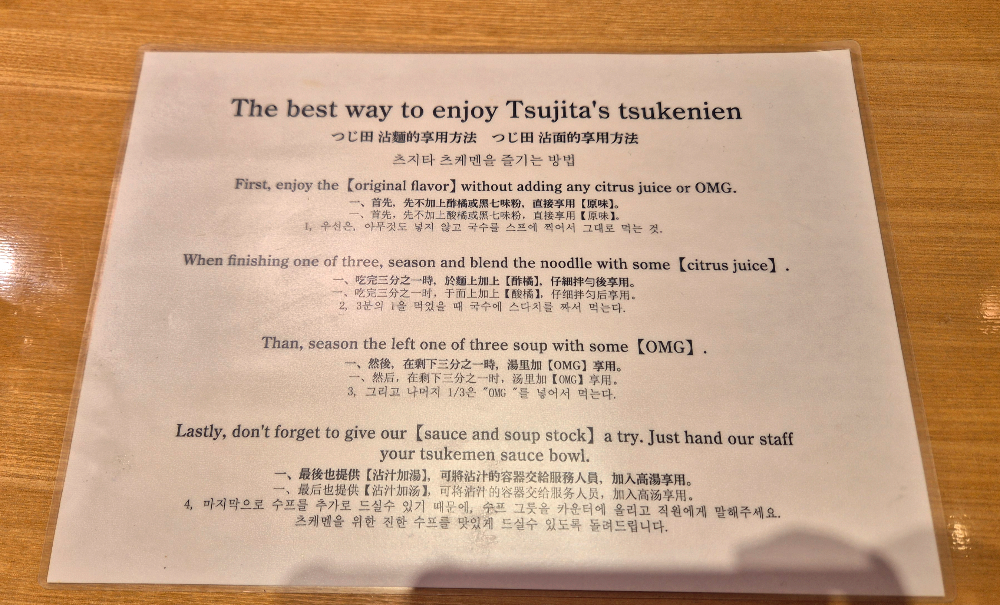 The best way to enjoy Tsujita's tsukenien
つじ田 沾麵的享用方法　つじ田 沾面的享用方法
츠지타 츠케멘을 즐기는 방법
First, enjoy the【original flavor】without adding any citrus juice or OMG.
一、首先，先不加上酢橘或黑七味粉，直接享用【原味】。
一、首先，先不加上酸橘或黑七味粉，直接享用【原味】。
1, 우선은, 아무것도 넣지 않고 국수를 스프에 찍어서 그대로 먹는 것.
When finishing one of three, season and blend the noodlle with some【citrus juice】.
一、吃完三分之一時，於麵上加上【酢橘】，仔細拌勻後享用。
一、吃完三分之一时，于面上加上【酸橘】，仔细拌匀后享用。
2, 3분의 1을 먹었을 때 국수에 스다치를 짜서 먹는다.
Than, season the left one of three soup with some【OMG】.
一、然後，在剩下三分之一時，湯里加【OMG】享用。
一、然后，在剩下三分之一时，汤里加【OMG】享用。
3, 그리고 나머지 1/3은 "OMG "를 넣어서 먹는다.
Lastly, don't forget to give our【sauce and soup stock】a try. Just hand our staff
your tsukemen sauce bowl.
一、最後也提供【沾汁加湯】，可將沾汁的容器交給服務人員，加入高湯享用。
一、最后也提供【沾汁加汤】，可将沾汁的容器交给服务人员，加入高汤享用。
4, 마지막으로 수프를 추가로 드실수 있기 때문에, 수프 그릇을 카운터에 올리고 직원에게 말해주세요.
츠케멘을 위한 진한 수프를 맛있게 드실수 있도록 돌려드립니다.